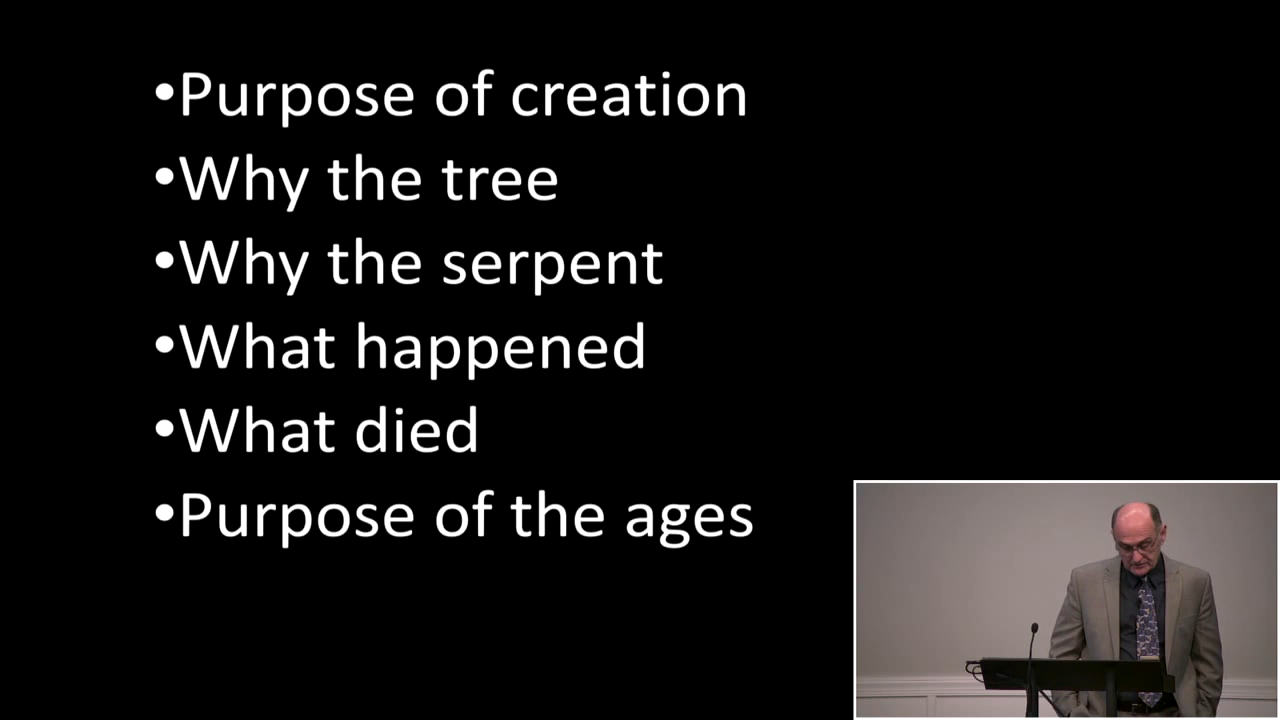 •Purpose of creation
•Why the tree
•Why the serpent
•What happened
•What died
•Purpose of the ages